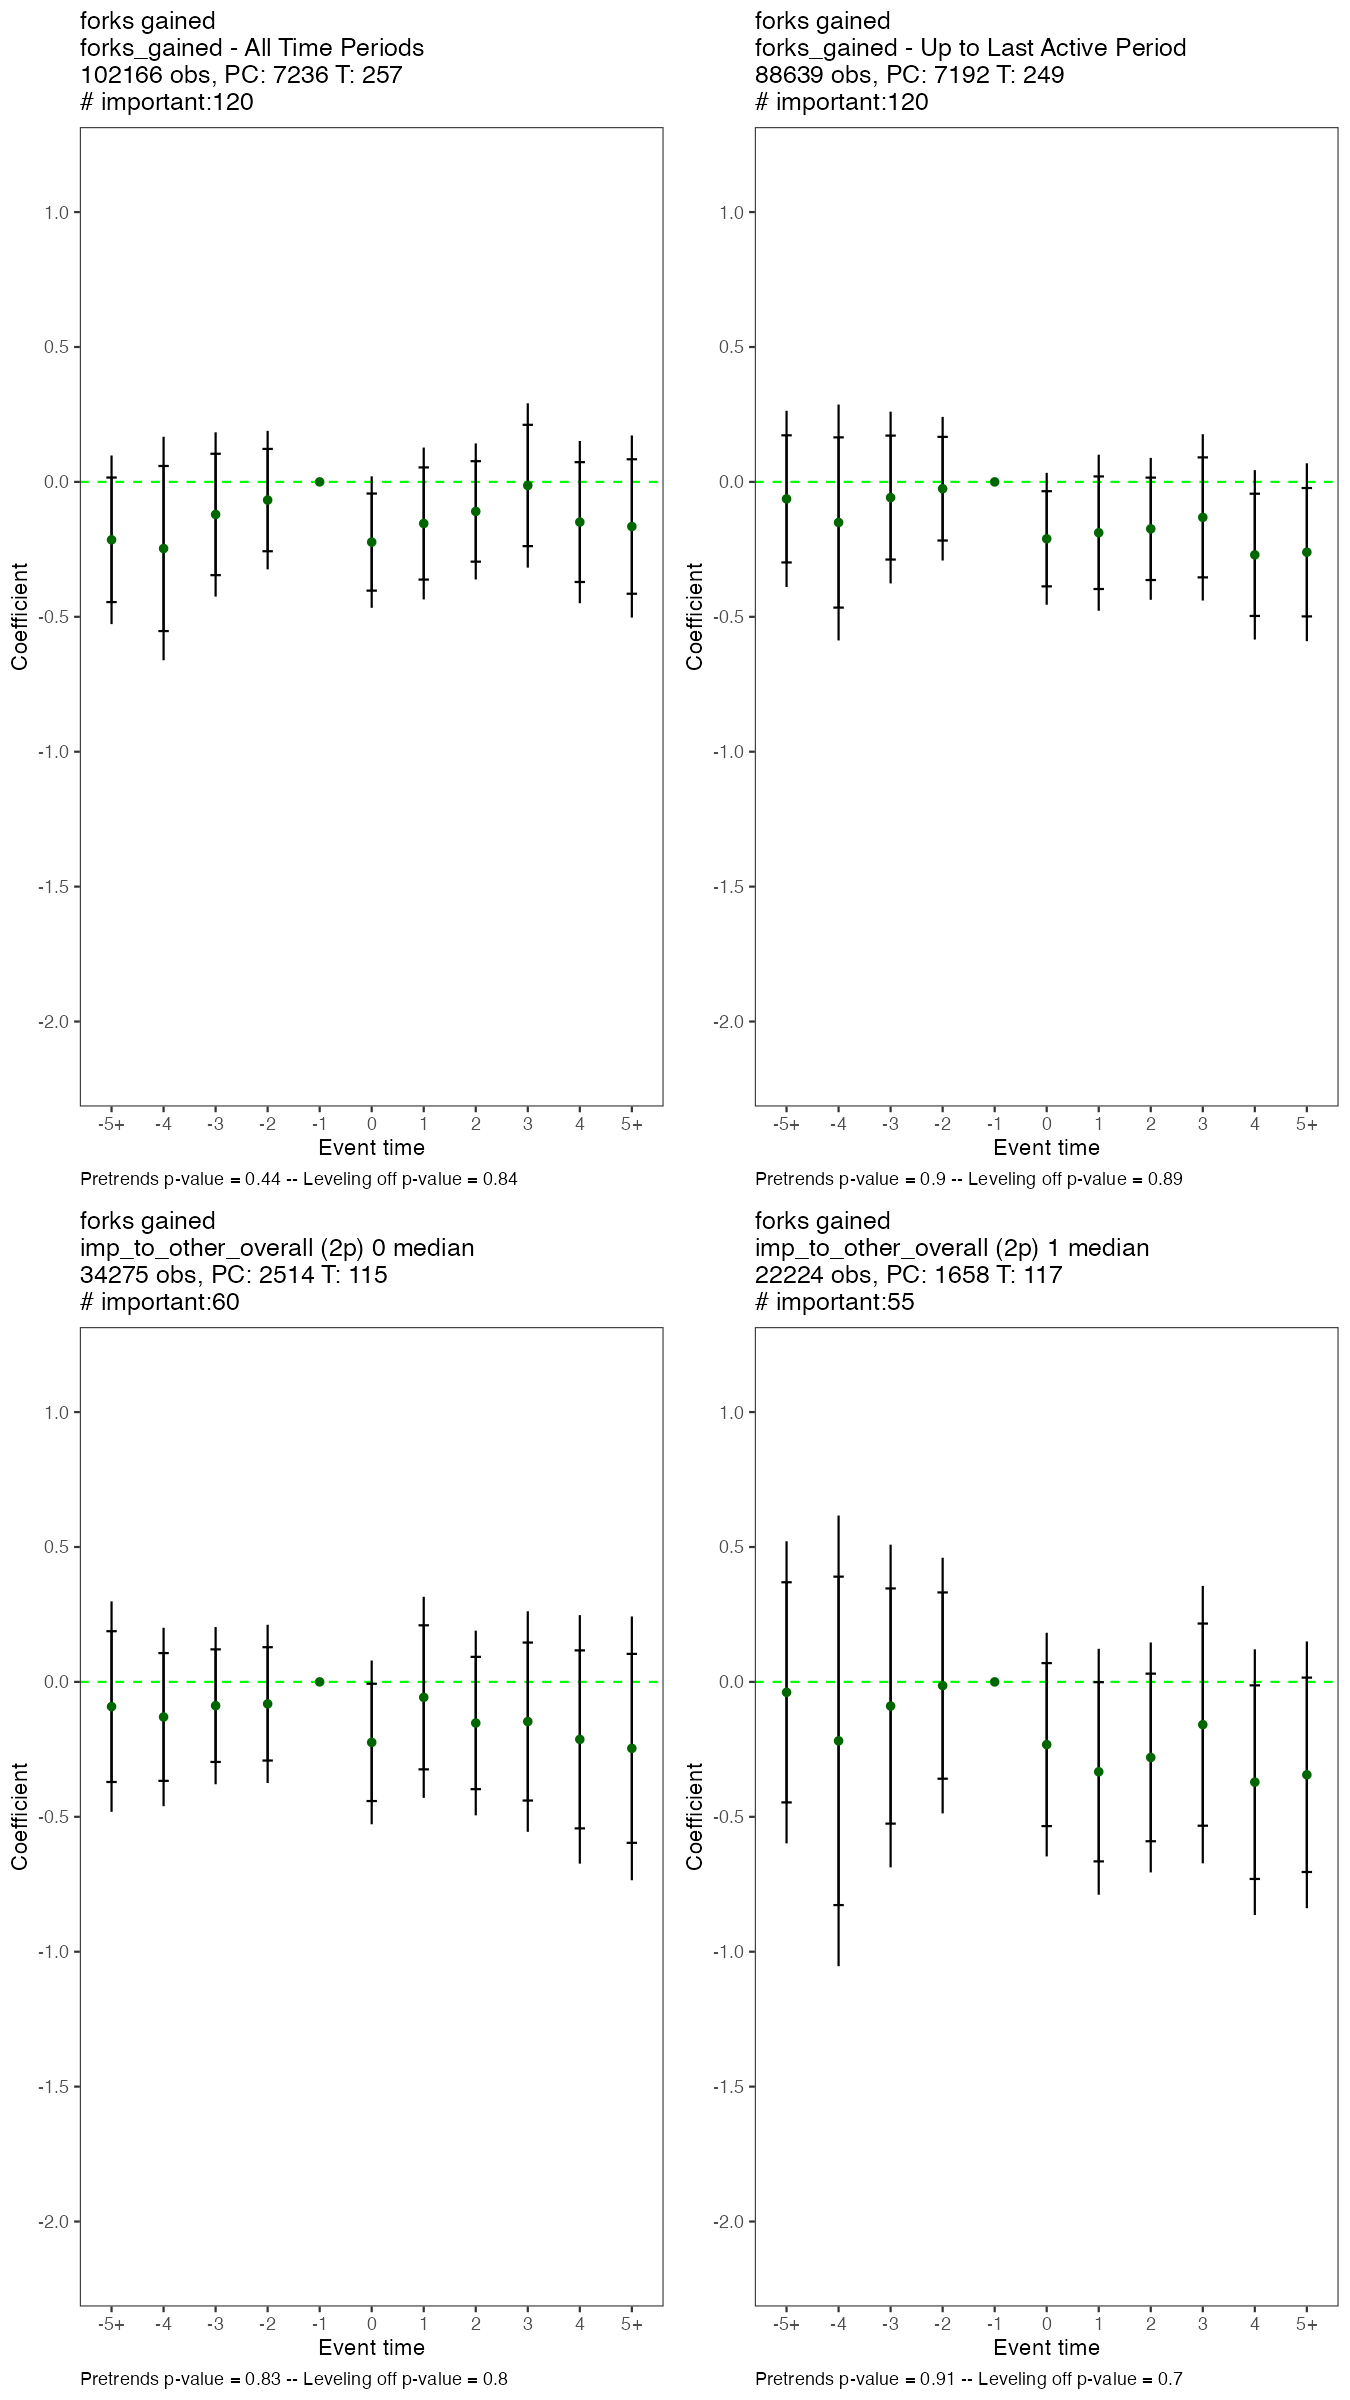 forks gained
forks_gained - All Time Periods
102166 obs, PC: 7236 T: 257
# important:120
1.0
0.5
0.0
-0.5
-1.0
-1.5
-2.0
Coefficient
-5+ -4 -3 -2 -1 0 1 2 3 4 5+
Event time
Pretrends p-value = 0.44 -- Leveling off p-value = 0.84
forks gained
forks_gained - Up to Last Active Period
88639 obs, PC: 7192 T: 249
# important:120
1.0
0.5
0.0
-0.5
-1.0
-1.5
-2.0
Coefficient
-5+ -4 -3 -2 -1 0 1 2 3 4 5+
Event time
Pretrends p-value = 0.9 -- Leveling off p-value = 0.89
forks gained
imp_to_other_overall (2p) 0 median
34275 obs, PC: 2514 T: 115
# important:60
1.0
0.5
0.0
-0.5
-1.0
-1.5
-2.0
Coefficient
-5+ -4 -3 -2 -1 0 1 2 3 4 5+
Event time
Pretrends p-value = 0.83 -- Leveling off p-value = 0.8
forks gained
imp_to_other_overall (2p) 1 median
22224 obs, PC: 1658 T: 117
# important:55
1.0
0.5
0.0
-0.5
-1.0
-1.5
-2.0
Coefficient
-5+ -4 -3 -2 -1 0 1 2 3 4 5+
Event time
Pretrends p-value = 0.91 -- Leveling off p-value = 0.7